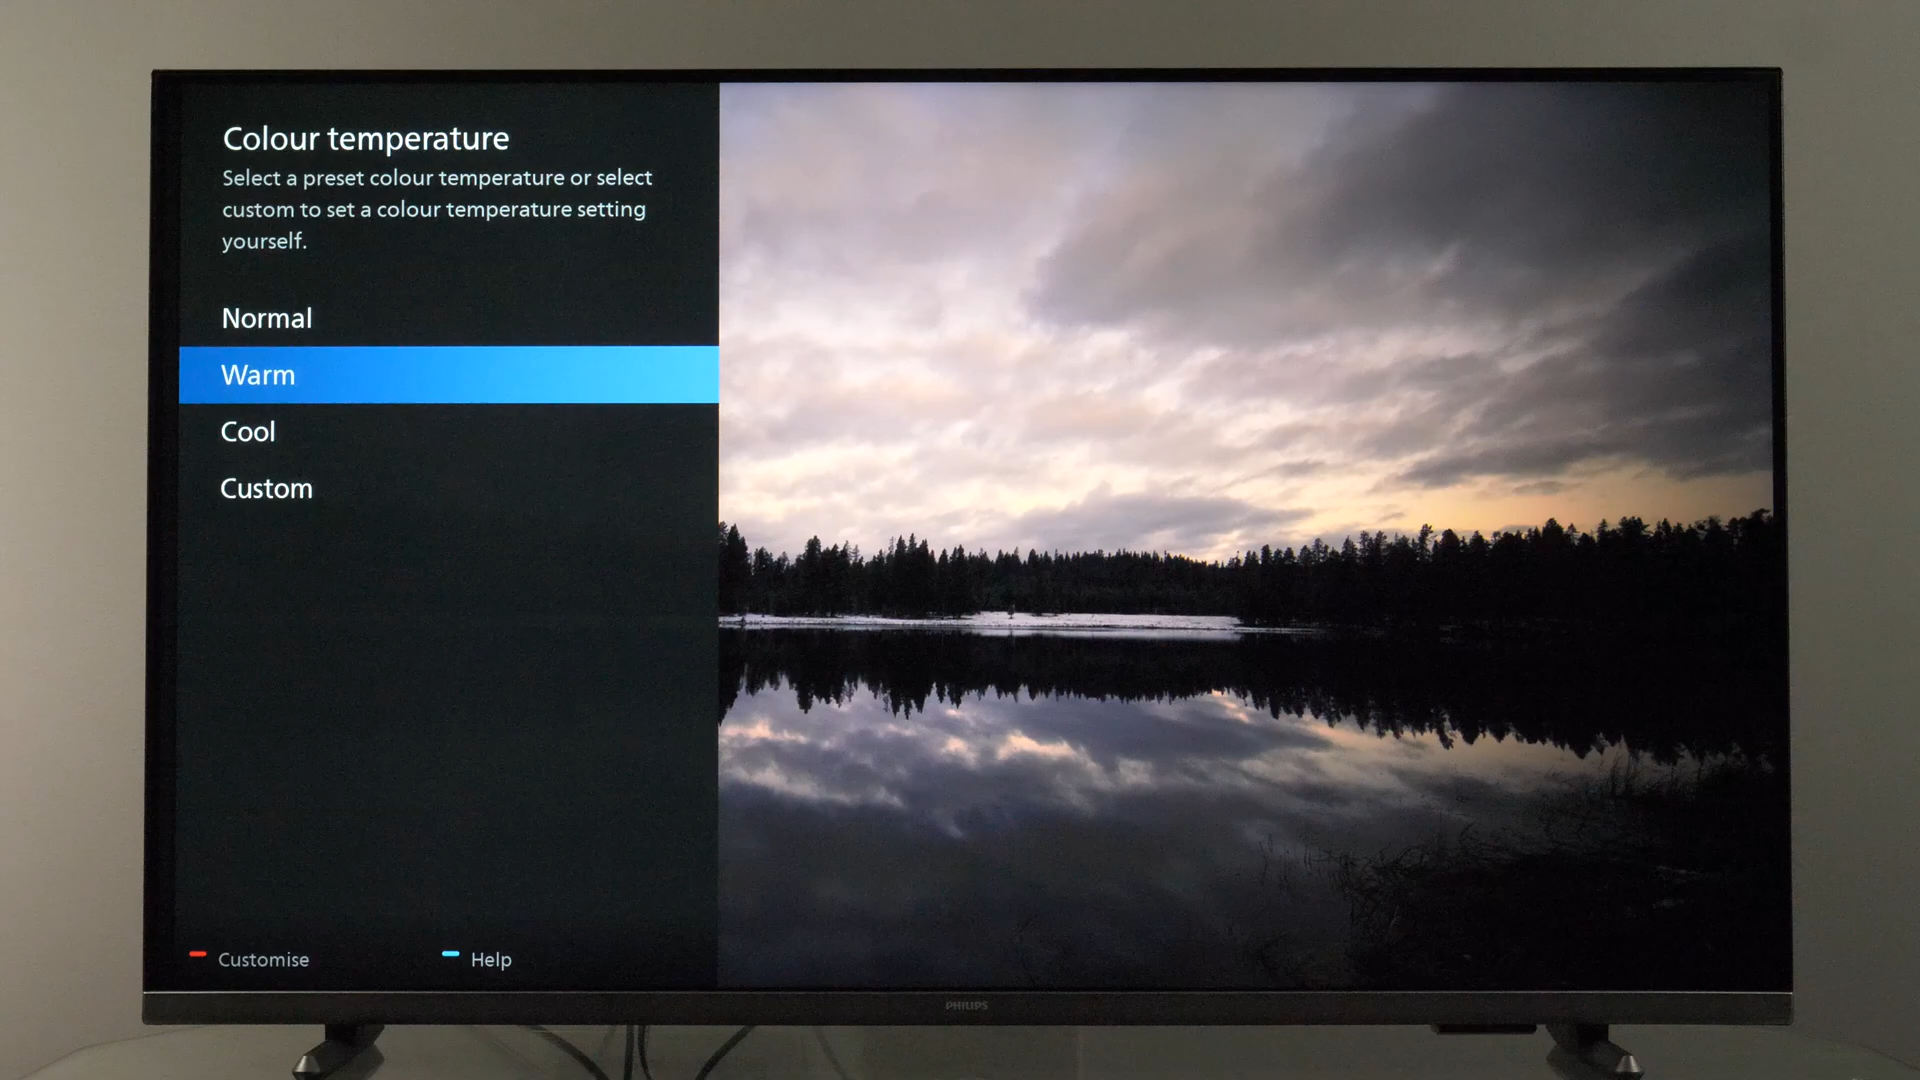 Colour temperature
Select a preset colour temperature or select
custom to set a colour temperature setting
yourself.
Normal
Warm
Cool
Custom
Customise
Help
PHILIPS